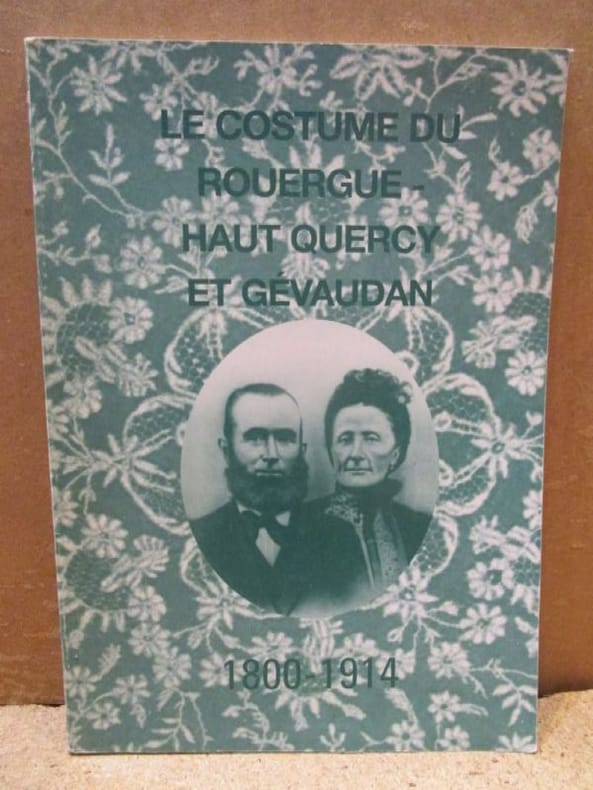 LE COSTUME DU
ROUERGUE -
HAUT QUERCY
ET GÉVAUDAN
1800-1914